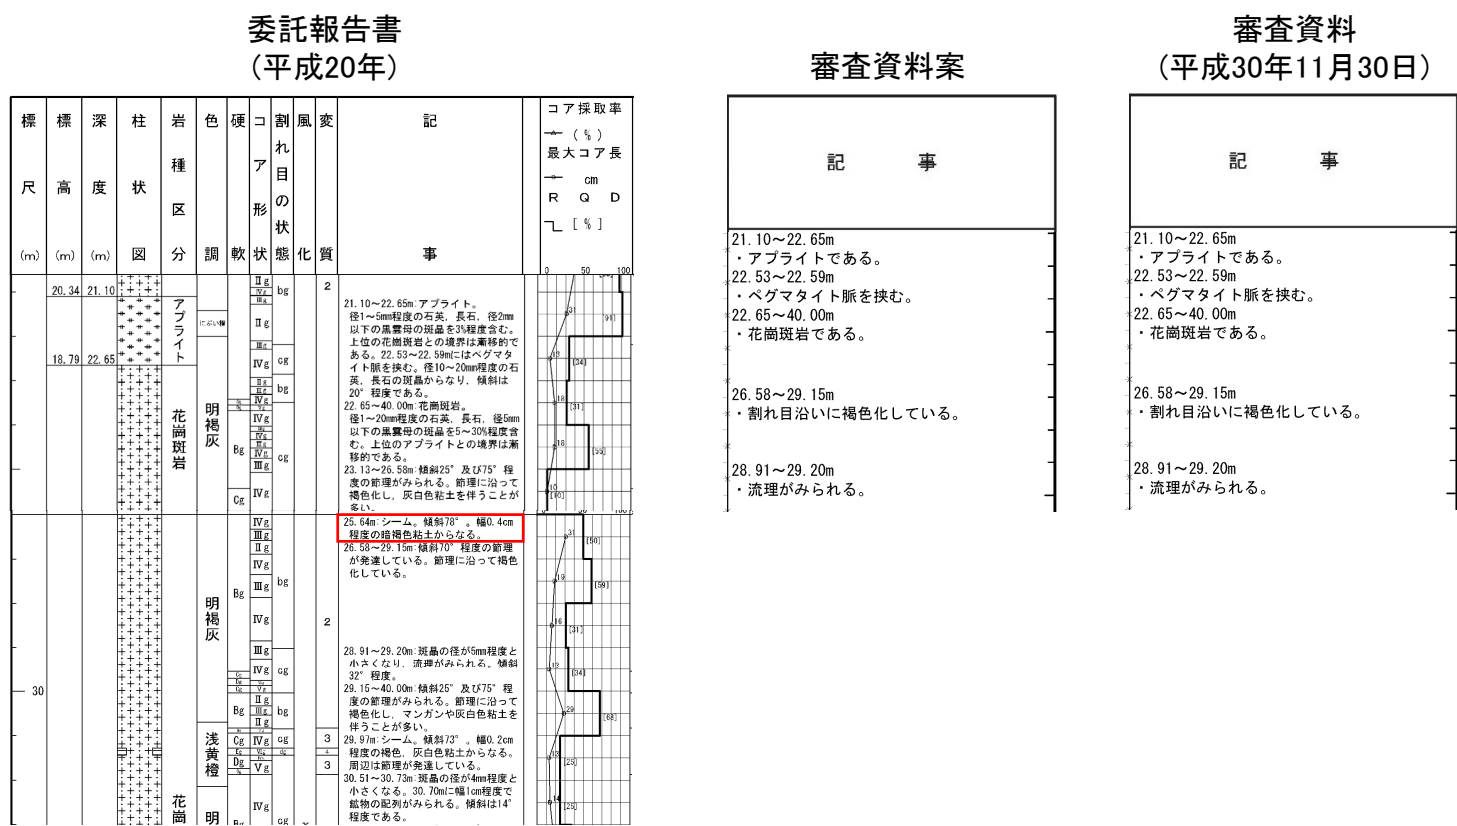 委託報告書
(平成20年)
審査資料案
審査資料
(平成30年11月30日)
標尺(m)
標高(m)
深度(m)
柱状図
岩種区分
色調
硬軟
コア形状
割れ目の状態
風化
変質
記事
コア採取率
(%)
最大コア長
cm
R Q D
[%]
0 50 100
20.34 21.10
18.79 22.65
アプライト
花崗斑岩
明褐灰
21.10～22.65m:アプライト。
径1～5mm程度の石英、長石、径2mm
以下の黒雲母の斑晶を3%程度含む。
上位の花崗斑岩との境界は漸移的で
ある。22.53～22.59mにはペグマタ
イト脈を挟む。径10～20mm程度の石
英、長石の斑晶からなり、傾斜は
20°程度である。
22.65～40.00m:花崗斑岩。
径1～20mm程度の石英、長石、径5mm
以下の黒雲母の斑晶を5～30%程度含
む。上位のアプライトとの境界は漸
移的である。
23.13～26.58m:傾斜25°及び75°程
度の節理がみられる。節理に沿って
褐色化し、灰白色粘土を伴うことが
多い。
25.64m:シーム。傾斜78°。幅0.4cm
程度の暗褐色粘土からなる。
26.58～29.15m:傾斜70°程度の節理
が発達している。節理に沿って褐色
化している。
28.91～29.20m:斑晶の径が5mm程度と
小さくなり、流理がみられる。傾斜
32°程度。
29.15～40.00m:傾斜25°及び75°程
度の節理がみられる。節理に沿って
褐色化し、マンガンや灰白色粘土を
伴うことが多い。
29.97m:シーム。傾斜73°。幅0.2cm
程度の褐色、灰白色粘土からなる。
周辺は節理が発達している。
30.51～30.73m:斑晶の径が4mm程度と
小さくなる。30.70mに幅1cm程度で
鉱物の配列がみられる。傾斜は14°
程度である。
30
明褐灰
浅黄橙
花崗
明
記 事
21.10～22.65m
・アプライトである。
22.53～22.59m
・ペグマタイト脈を挟む。
22.65～40.00m
・花崗斑岩である。
26.58～29.15m
・割れ目沿いに褐色化している。
28.91～29.20m
・流理がみられる。
記 事
21.10～22.65m
・アプライトである。
22.53～22.59m
・ペグマタイト脈を挟む。
22.65～40.00m
・花崗斑岩である。
26.58～29.15m
・割れ目沿いに褐色化している。
28.91～29.20m
・流理がみられる。